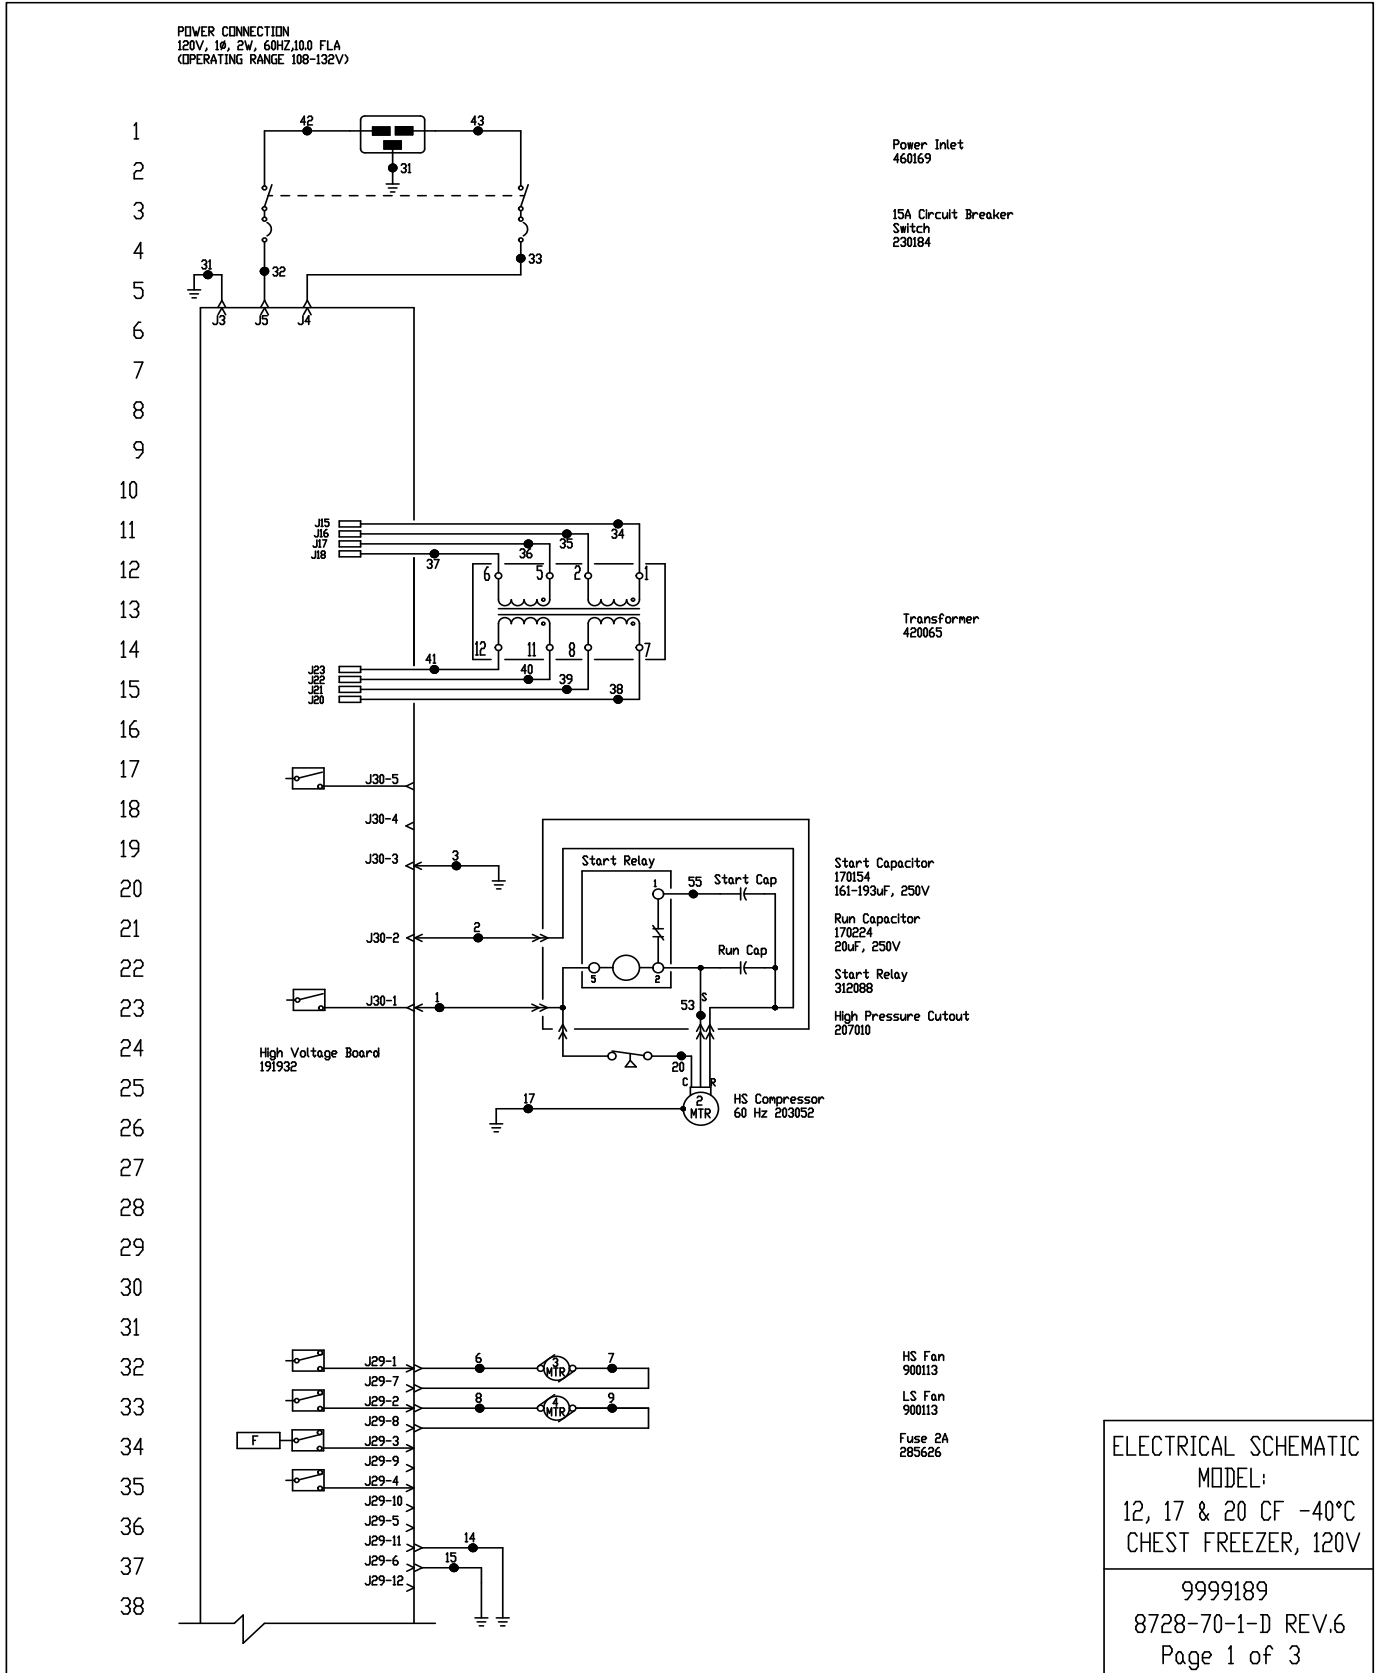 POWER CONNECTION
120V, 1ø, 2W, 60HZ,10.0 FLA
(OPERATING RANGE 108-132V)
1
42
43
Power Inlet
460169
2
31
3
15A Circuit Breaker
Switch
230184
4
33
31
32
5
J3
J5
J4
6
7
8
9
10
11
J15
J16
J17
J18
34
35
36
37
12
6
5
2
1
13
Transformer
420065
14
12
11
8
7
J23
J22
J21
J20
41
40
39
38
15
16
17
J30-5
18
J30-4
19
J30-3
3
Start Relay
Start Capacitor
170154
161-193uF, 250V
20
1
55
Start Cap
21
J30-2
2
Run Capacitor
170224
20uF, 250V
22
Run Cap
5
2
Start Relay
312088
23
J30-1
1
53
S
High Pressure Cutout
207010
24
High Voltage Board
191932
20
25
C
R
17
2
MTR
HS Compressor
60 Hz 203052
26
27
28
29
30
31
32
J29-1
6
3
MTR
7
HS Fan
900113
J29-7
33
J29-2
8
4
MTR
9
LS Fan
900113
J29-8
34
F
J29-3
Fuse 2A
285626
J29-9
35
J29-4
J29-10
36
J29-5
J29-11
14
37
J29-6
15
J29-12
38
ELECTRICAL SCHEMATIC
MODEL:
12, 17 & 20 CF -40°C
CHEST FREEZER, 120V
9999189
8728-70-1-D REV.6
Page 1 of 3